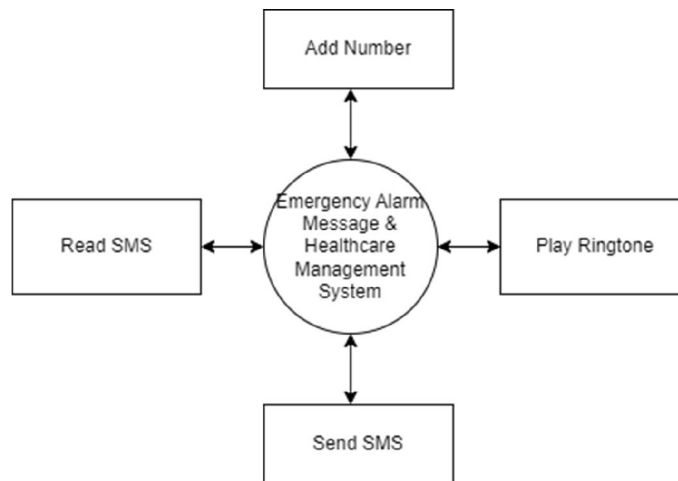 Add Number
Emergency Alarm
Message &
Healthcare
Management
System
Read SMS
Play Ringtone
Send SMS